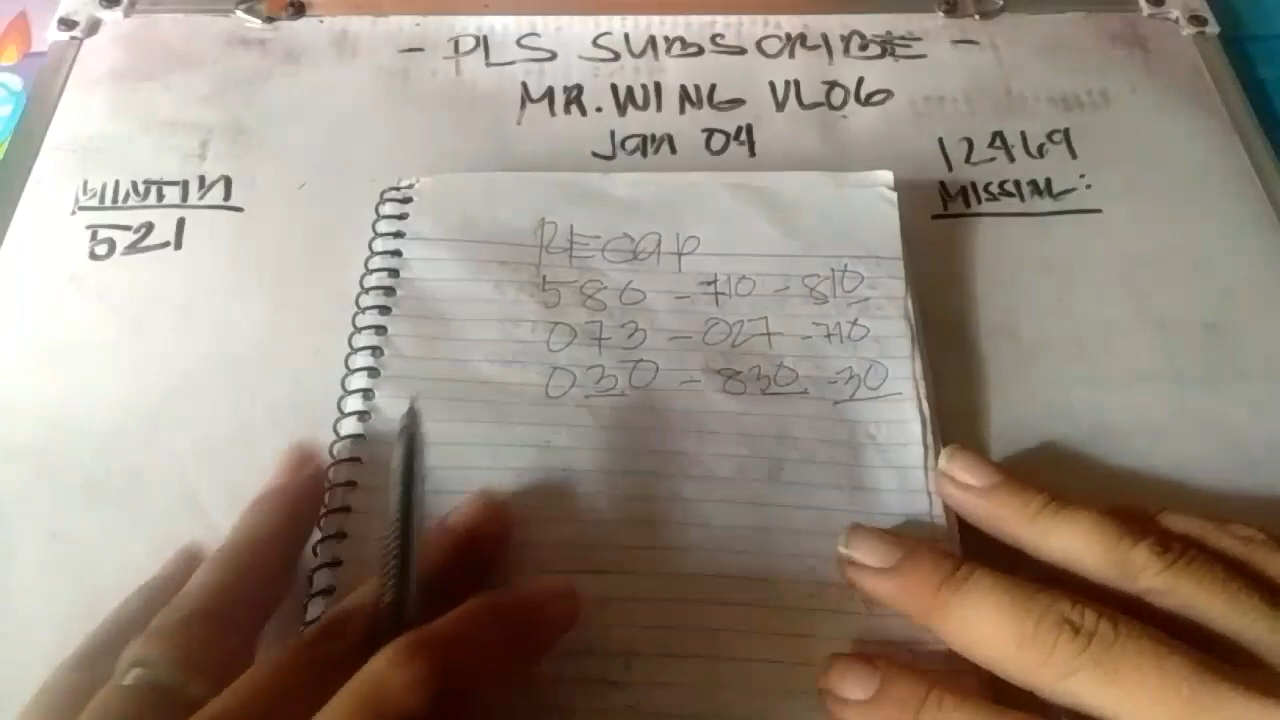 - PLS SUBSCRIBE -
MR. WING VLOG
Jan 04
12469
MISSING:
521
RECAP
586 - 710 - 810
073 - 027 - 710
030 - 830 - 30